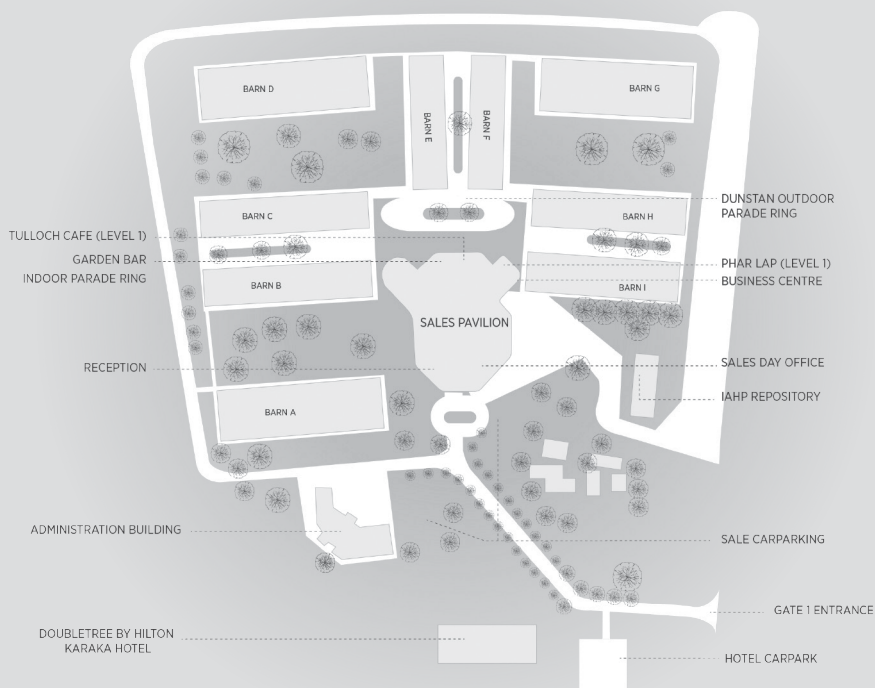 BARN D
BARN E
BARN F
BARN G
BARN C
BARN H
DUNSTAN OUTDOOR
PARADE RING
TULLOCH CAFE (LEVEL 1)
GARDEN BAR
INDOOR PARADE RING
BARN B
BARN I
PHAR LAP (LEVEL 1)
BUSINESS CENTRE
SALES PAVILION
RECEPTION
SALES DAY OFFICE
IAHP REPOSITORY
BARN A
ADMINISTRATION BUILDING
SALE CARPARKING
GATE 1 ENTRANCE
DOUBLETREE BY HILTON
KARAKA HOTEL
HOTEL CARPARK